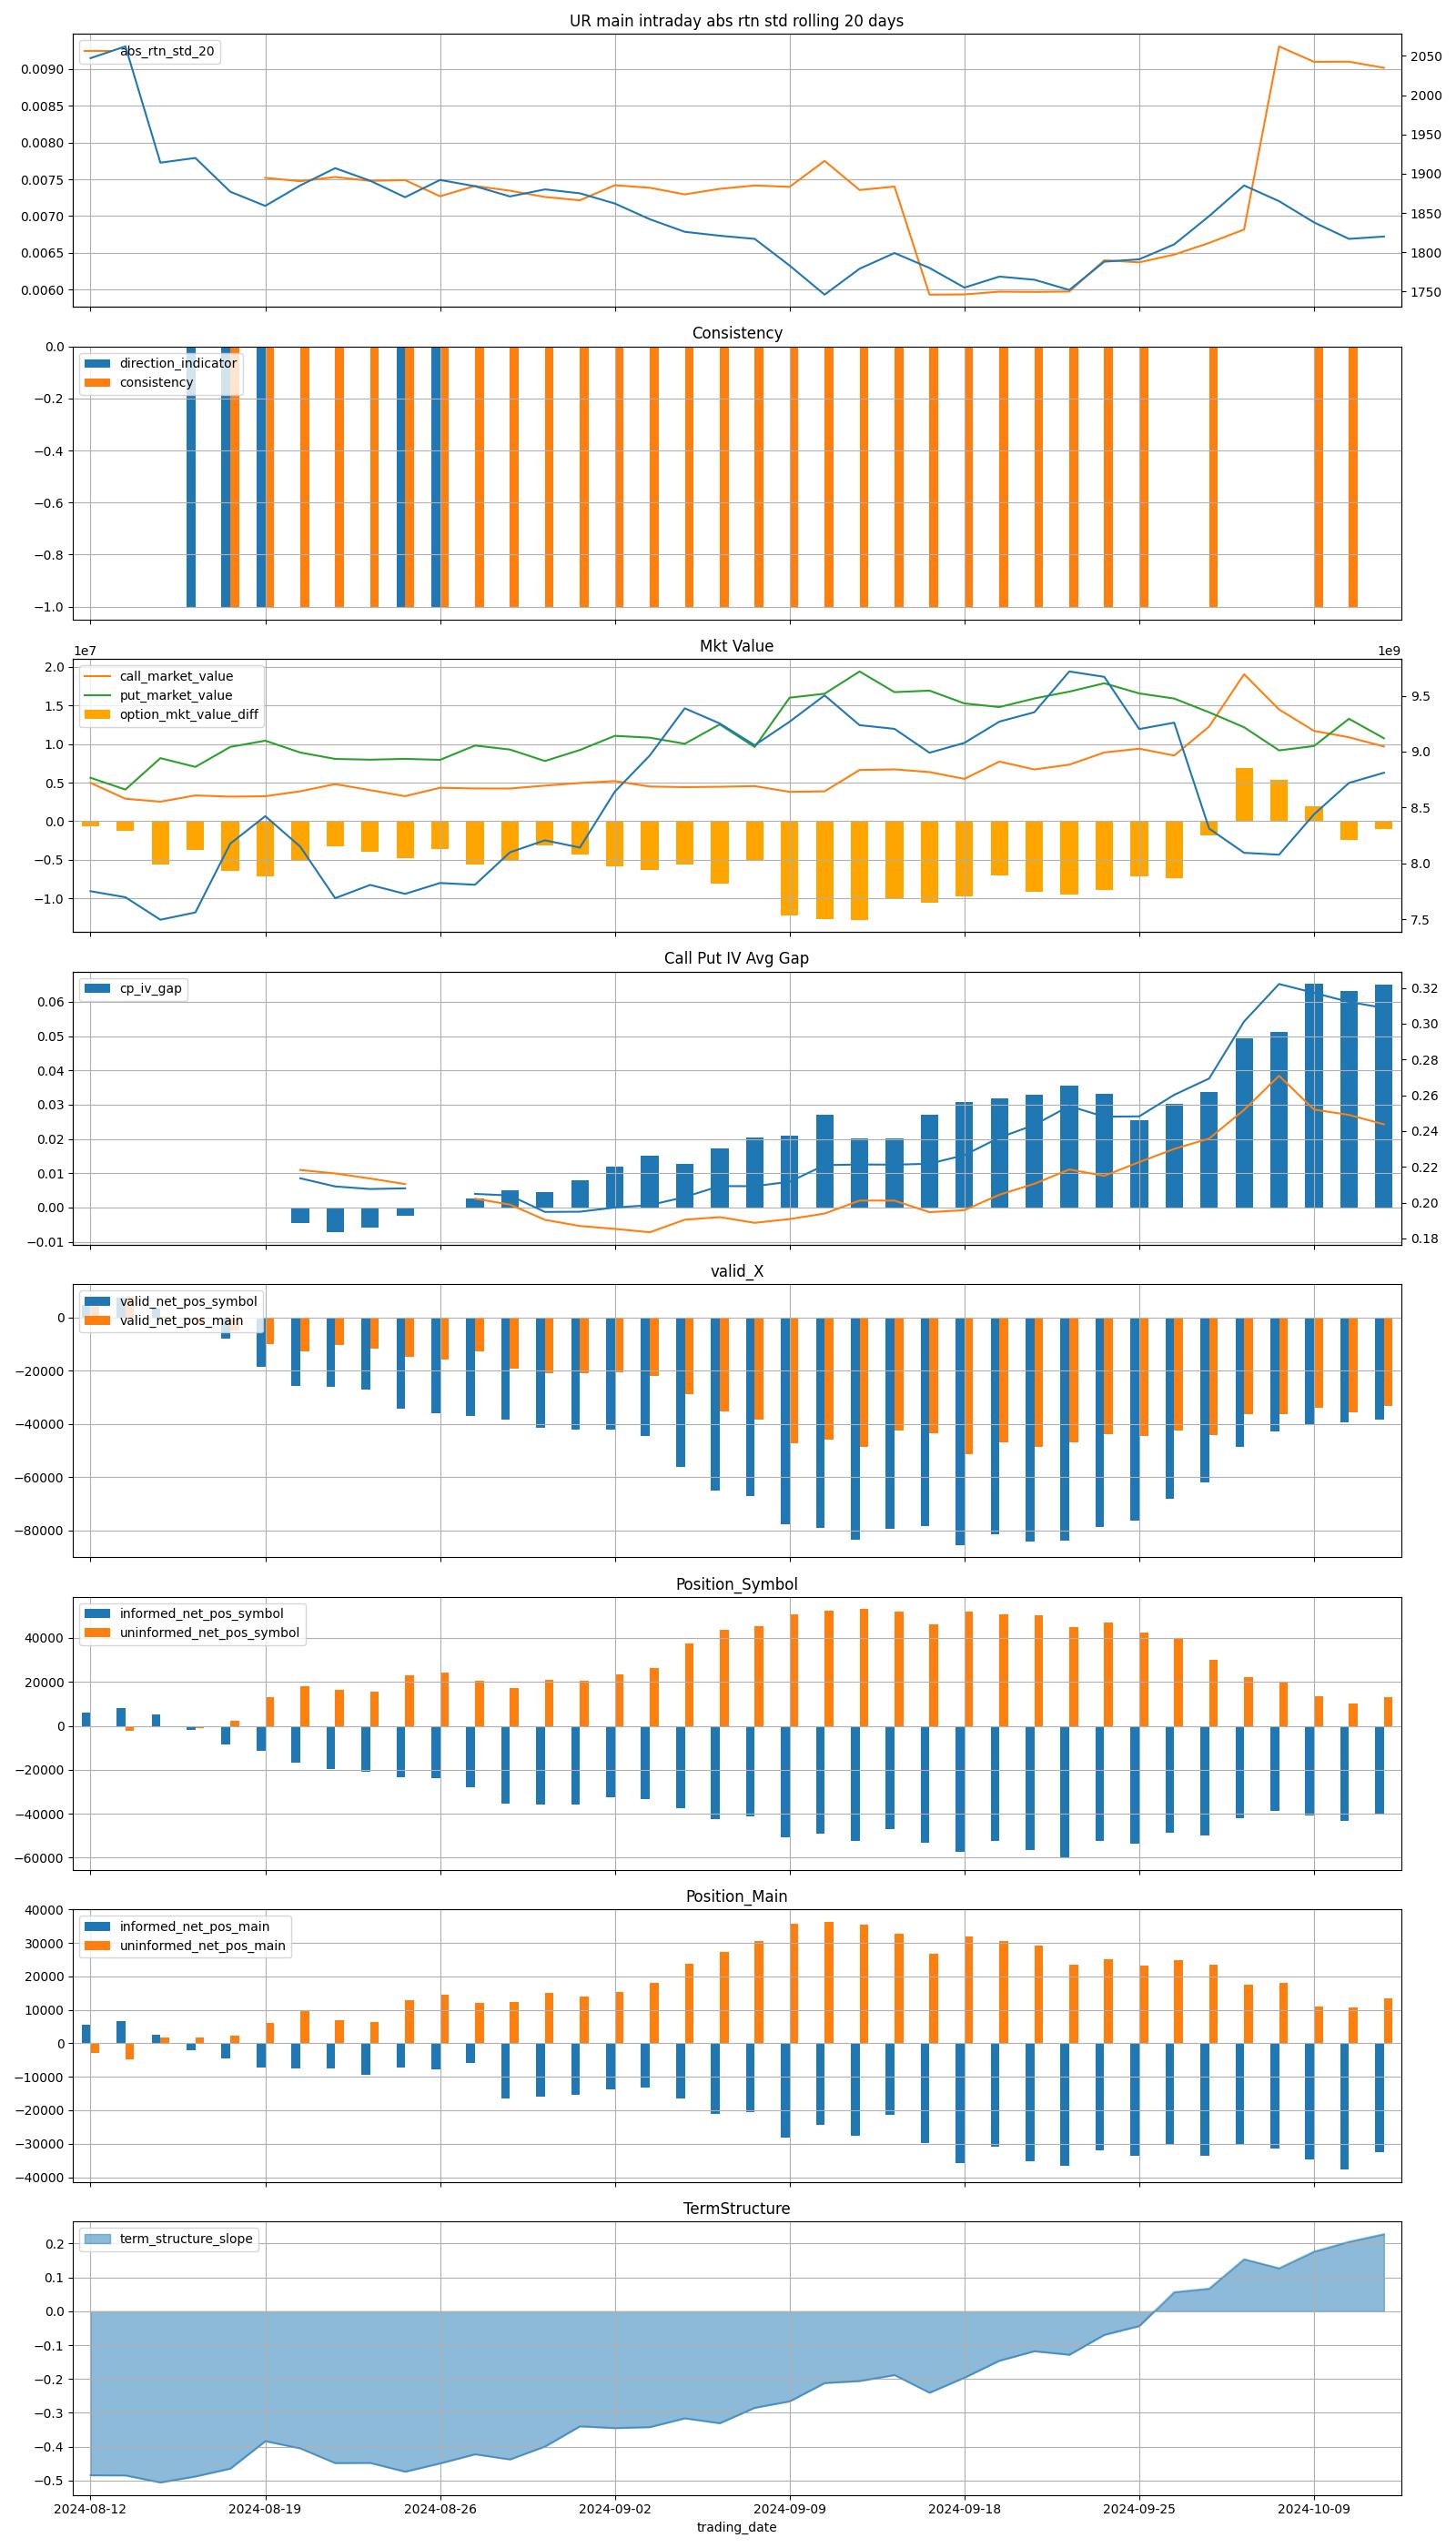 UR main intraday abs rtn std rolling 20 days
abs_rtn_std_20
0.0090
0.0085
0.0080
0.0075
0.0070
0.0065
0.0060
2050
2000
1950
1900
1850
1800
1750
Consistency
direction_indicator
consistency
0.0
−0.2
−0.4
−0.6
−0.8
−1.0
Mkt Value
1e7
1e9
call_market_value
put_market_value
option_mkt_value_diff
2.0
1.5
1.0
0.5
0.0
−0.5
−1.0
9.5
9.0
8.5
8.0
7.5
Call Put IV Avg Gap
cp_iv_gap
0.06
0.05
0.04
0.03
0.02
0.01
0.00
−0.01
0.32
0.30
0.28
0.26
0.24
0.22
0.20
0.18
valid_X
valid_net_pos_symbol
valid_net_pos_main
0
−20000
−40000
−60000
−80000
Position_Symbol
informed_net_pos_symbol
uninformed_net_pos_symbol
40000
20000
0
−20000
−40000
−60000
Position_Main
informed_net_pos_main
uninformed_net_pos_main
40000
30000
20000
10000
0
−10000
−20000
−30000
−40000
TermStructure
term_structure_slope
0.2
0.1
0.0
−0.1
−0.2
−0.3
−0.4
−0.5
2024-08-12 2024-08-19 2024-08-26 2024-09-02 2024-09-09 2024-09-18 2024-09-25 2024-10-09
trading_date